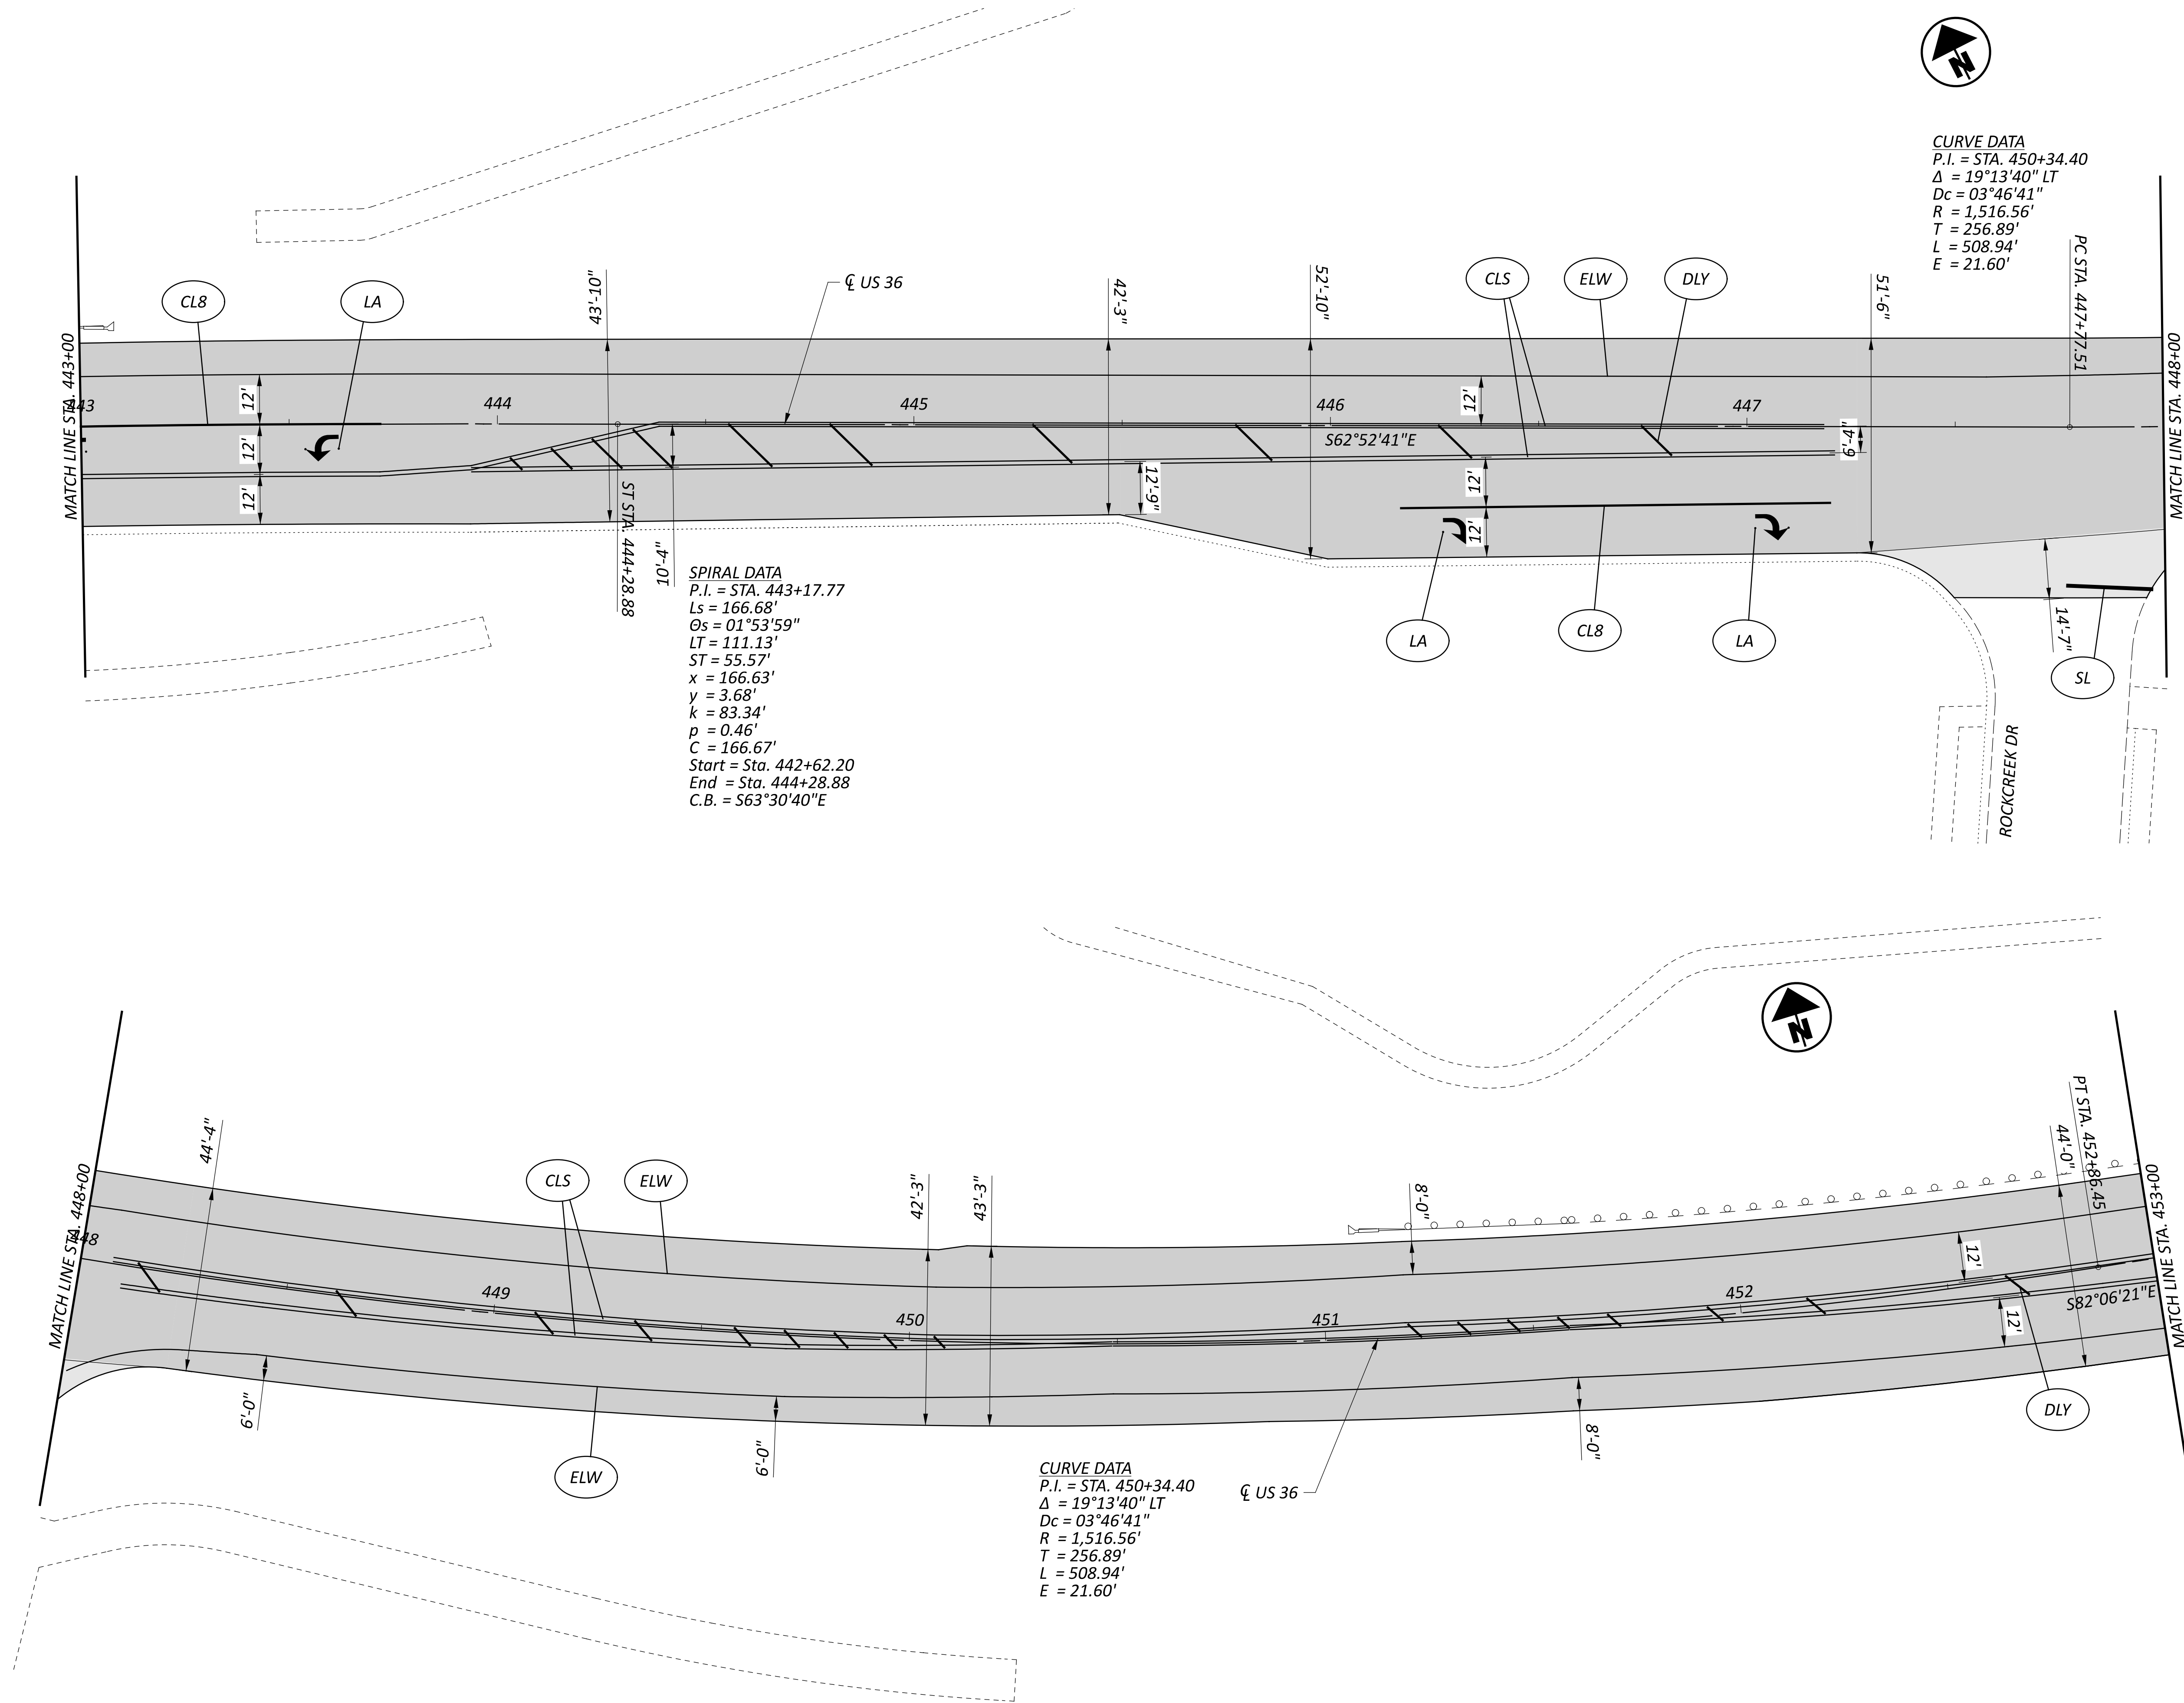 N
CURVE DATA
P.I. = STA. 450+34.40
Δ = 19°13'40" LT
Dc = 03°46'41"
R = 1,516.56'
T = 256.89'
L = 508.94'
E = 21.60'
PC STA. 447+77.51
MATCH LINE STA. 443+00
MATCH LINE STA. 448+00
CL8
LA
43'-10"
℄ US 36
42'-3"
52'-10"
CLS
ELW
DLY
51'-6"
443
444
445
446
447
12'
12'
12'
12'
S62°52'41"E
6'-4"
12'-9"
12'
12'
10'-4"
ST STA. 444+28.88
LA
CL8
LA
14'-7"
SL
ROCKCREEK DR
SPIRAL DATA
P.I. = STA. 443+17.77
Ls = 166.68'
Θs = 01°53'59"
LT = 111.13'
ST = 55.57'
x = 166.63'
y = 3.68'
k = 83.34'
p = 0.46'
C = 166.67'
Start = Sta. 442+62.20
End = Sta. 444+28.88
C.B. = S63°30'40"E
N
MATCH LINE STA. 448+00
MATCH LINE STA. 453+00
44'-4"
CLS
ELW
42'-3"
43'-3"
8'-0"
44'-0"
PT STA. 452+86.45
448
449
450
451
452
12'
12'
S82°06'21"E
6'-0"
6'-0"
8'-0"
ELW
DLY
℄ US 36
CURVE DATA
P.I. = STA. 450+34.40
Δ = 19°13'40" LT
Dc = 03°46'41"
R = 1,516.56'
T = 256.89'
L = 508.94'
E = 21.60'